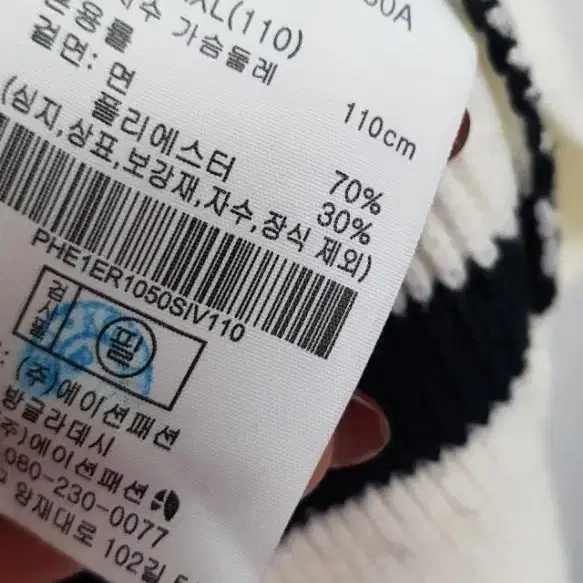 XL(110)
가슴둘레 110cm
겉면: 면 70%
폴리에스터 30%
(심지,상표,보강재,자수,장식 제외)
PHE1ER1050SIV110
검사필 필
(주)에이션패션
방글라데시
(주)에이션패션
080-230-0077
양재대로 102길